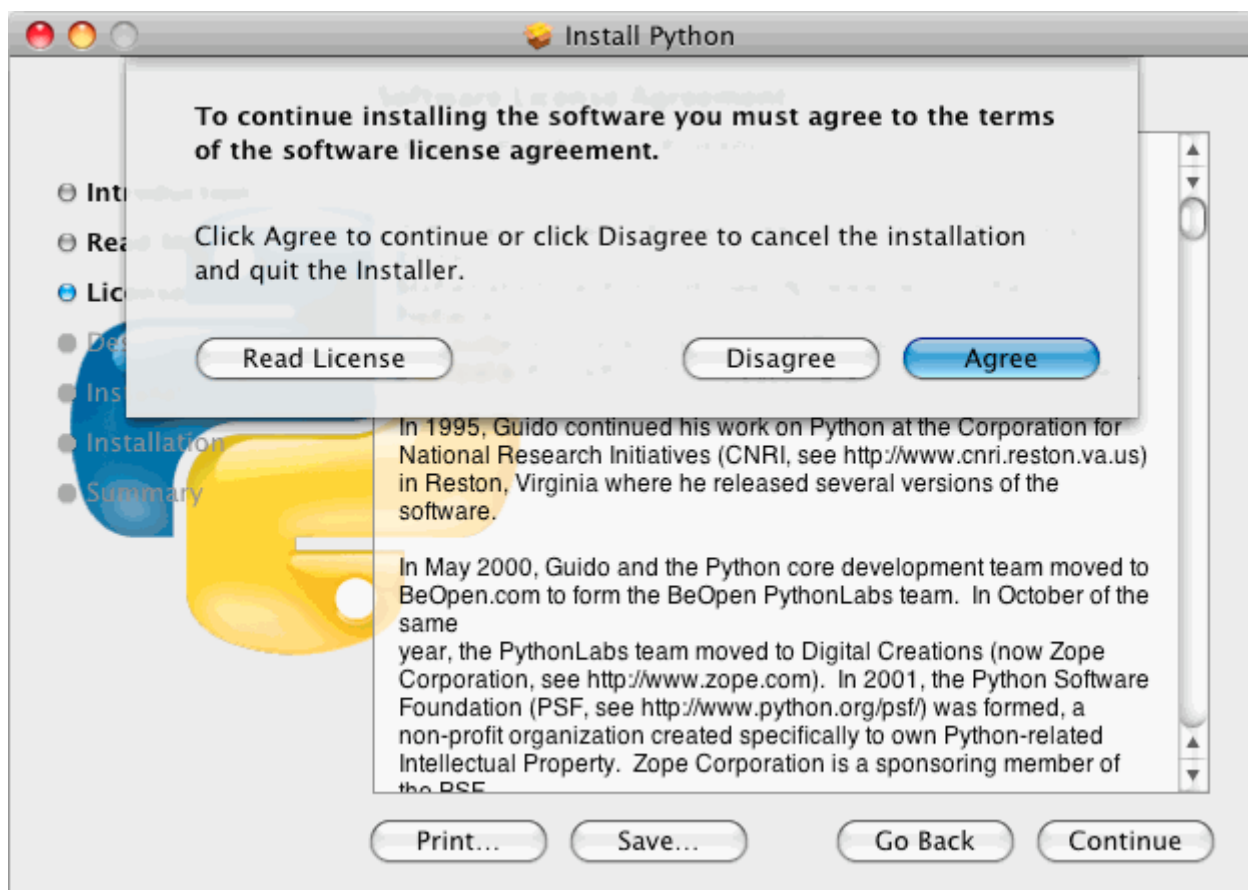 Install Python
To continue installing the software you must agree to the terms
of the software license agreement.
Click Agree to continue or click Disagree to cancel the installation
and quit the Installer.
Read License
Disagree
Agree
Installation
Summary
In 1995, Guido continued his work on Python at the Corporation for
National Research Initiatives (CNRI, see http://www.cnri.reston.va.us)
in Reston, Virginia where he released several versions of the
software.
In May 2000, Guido and the Python core development team moved to
BeOpen.com to form the BeOpen PythonLabs team.  In October of the
same
year, the PythonLabs team moved to Digital Creations (now Zope
Corporation, see http://www.zope.com).  In 2001, the Python Software
Foundation (PSF, see http://www.python.org/psf/) was formed, a
non-profit organization created specifically to own Python-related
Intellectual Property.  Zope Corporation is a sponsoring member of
the PSF
Print...
Save...
Go Back
Continue